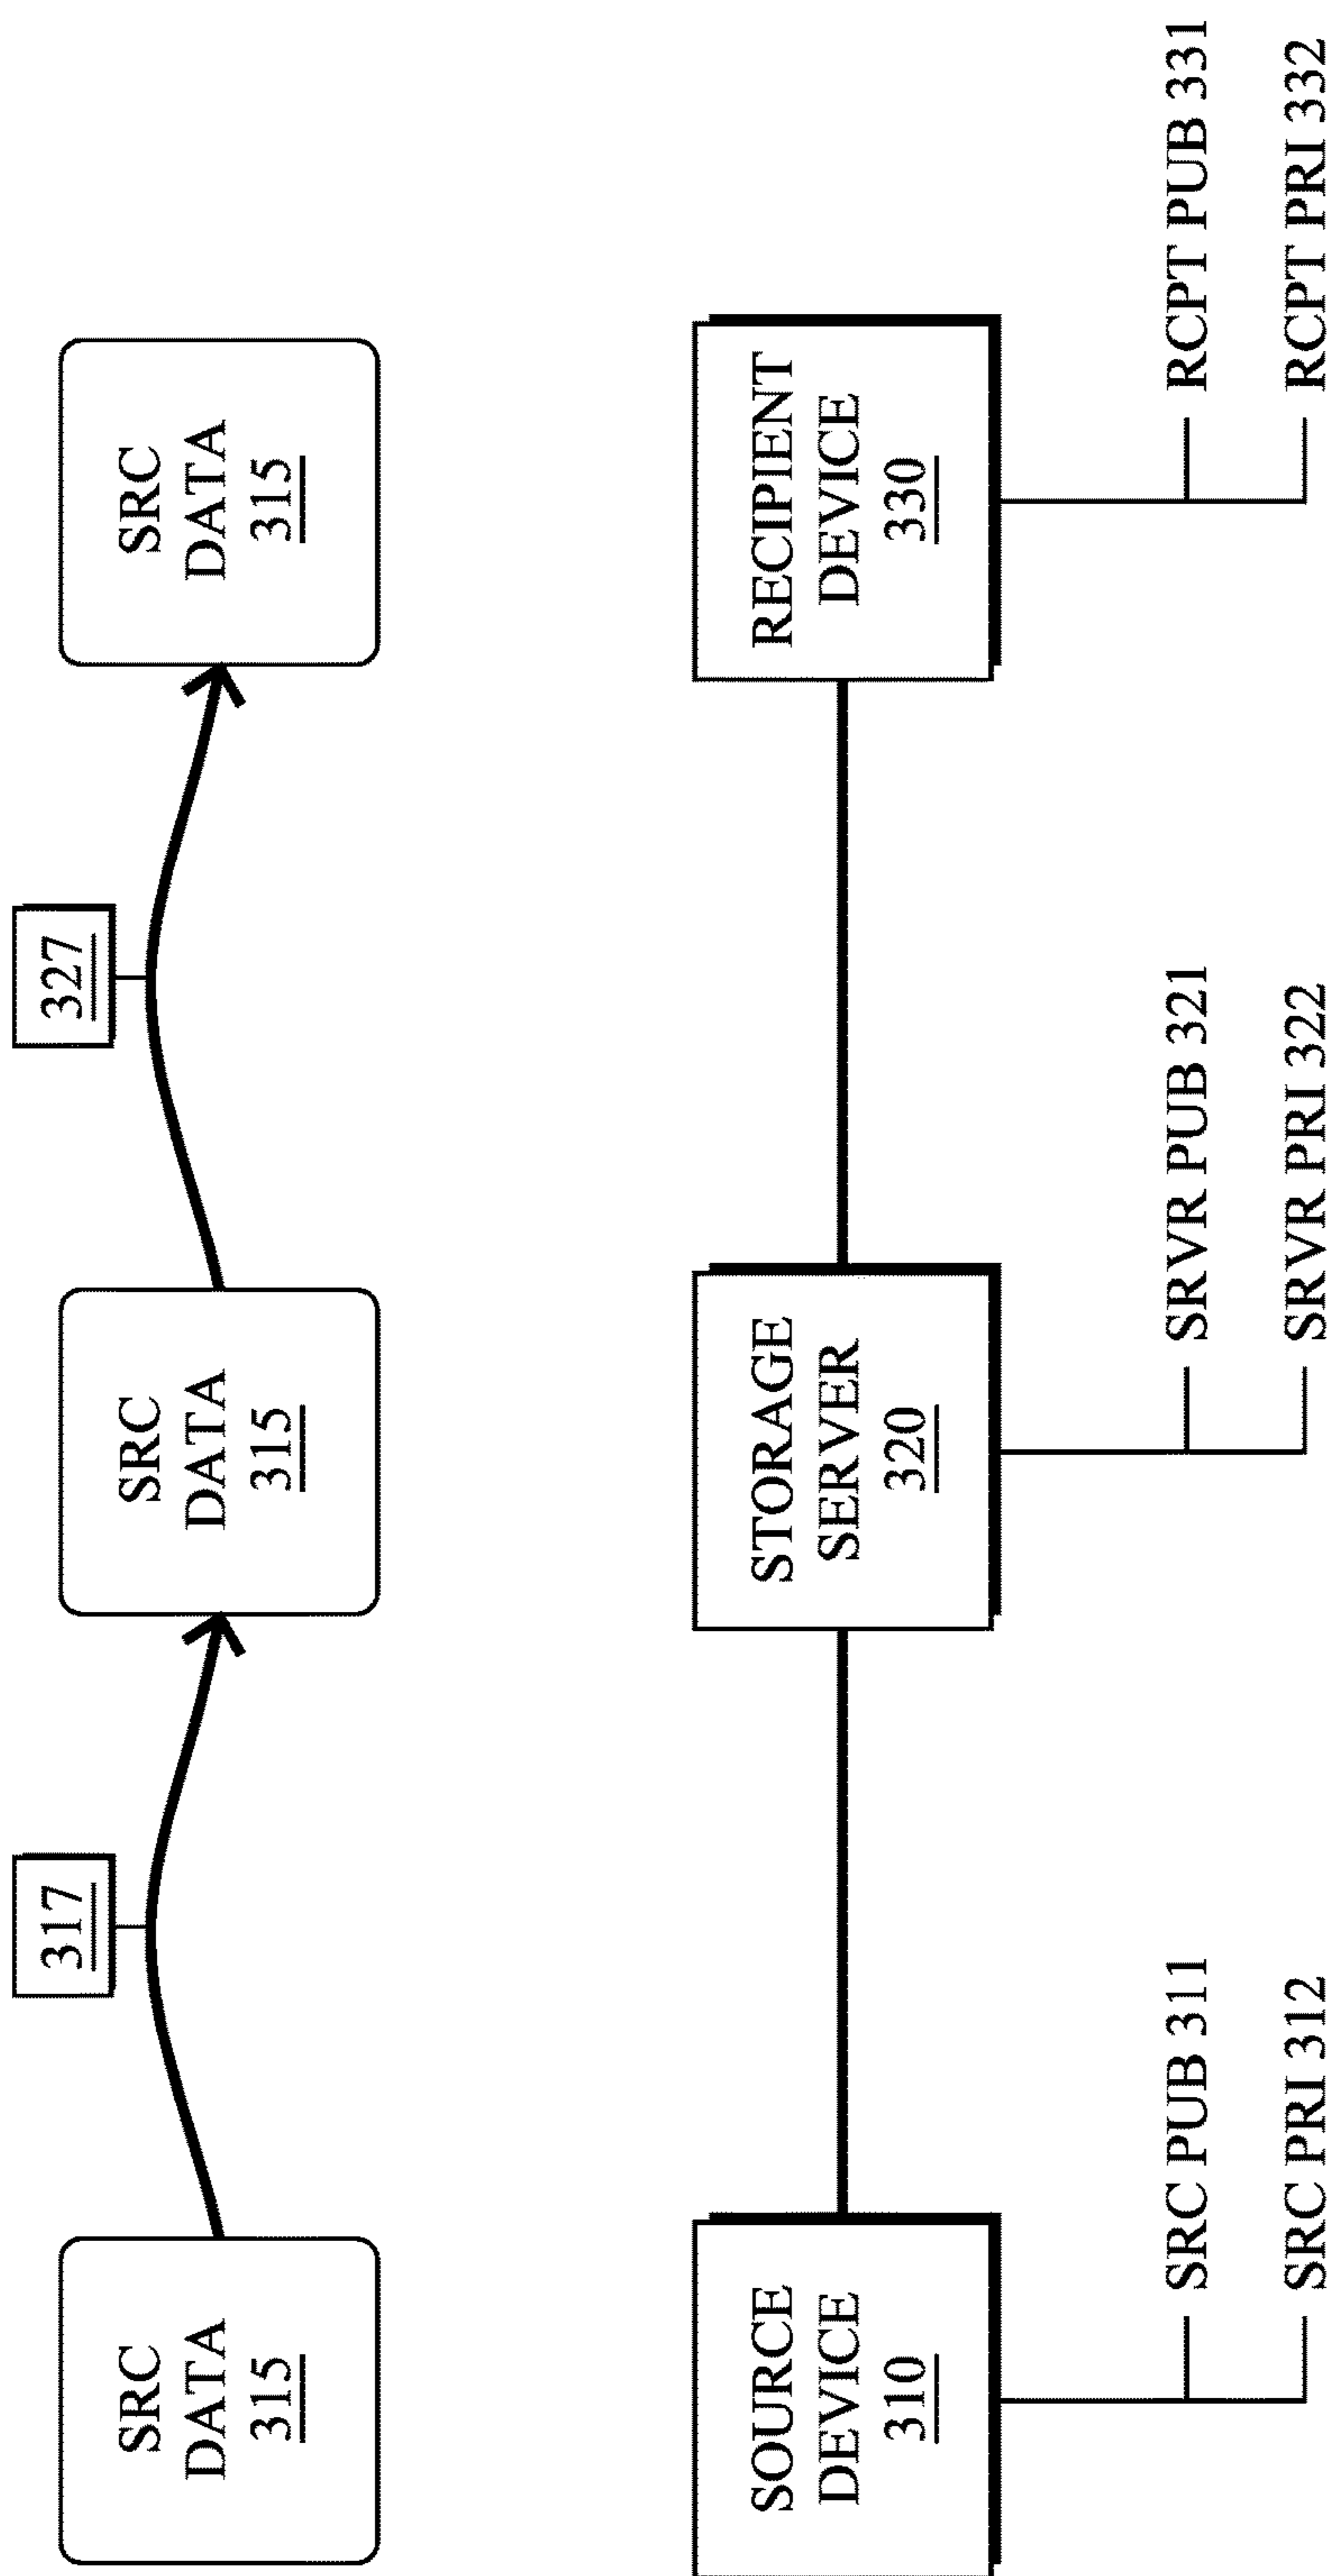 317
327
SRC
DATA
315
SRC
DATA
315
SRC
DATA
315
SOURCE
DEVICE
310
STORAGE
SERVER
320
RECIPIENT
DEVICE
330
SRC PUB 311
SRC PRI 312
SRVR PUB 321
SRVR PRI 322
RCPT PUB 331
RCPT PRI 332